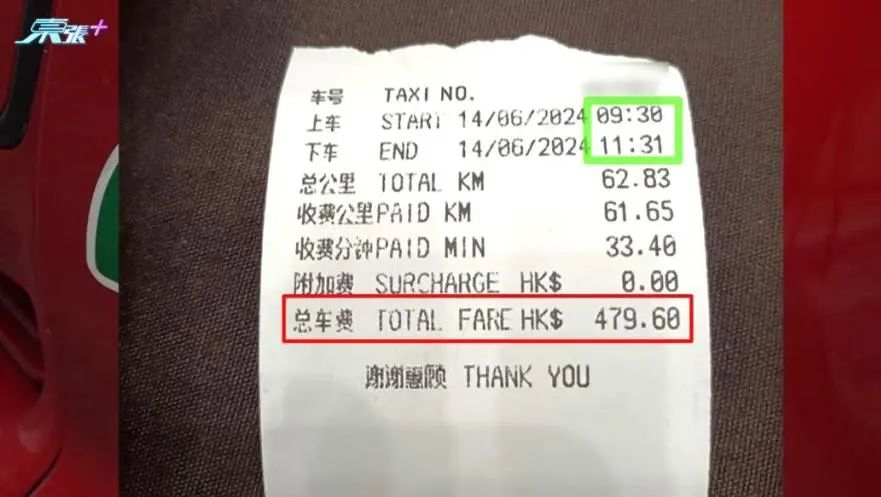 東張+
车号 TAXI NO.
上车 START 14/06/2024 09:30
下车 END 14/06/2024 11:31
总公里 TOTAL KM 62.83
收费公里 PAID KM 61.65
收费分钟 PAID MIN 33.40
附加费 SURCHARGE HK$ 0.00
总车费 TOTAL FARE HK$ 479.60
谢谢惠顾 THANK YOU